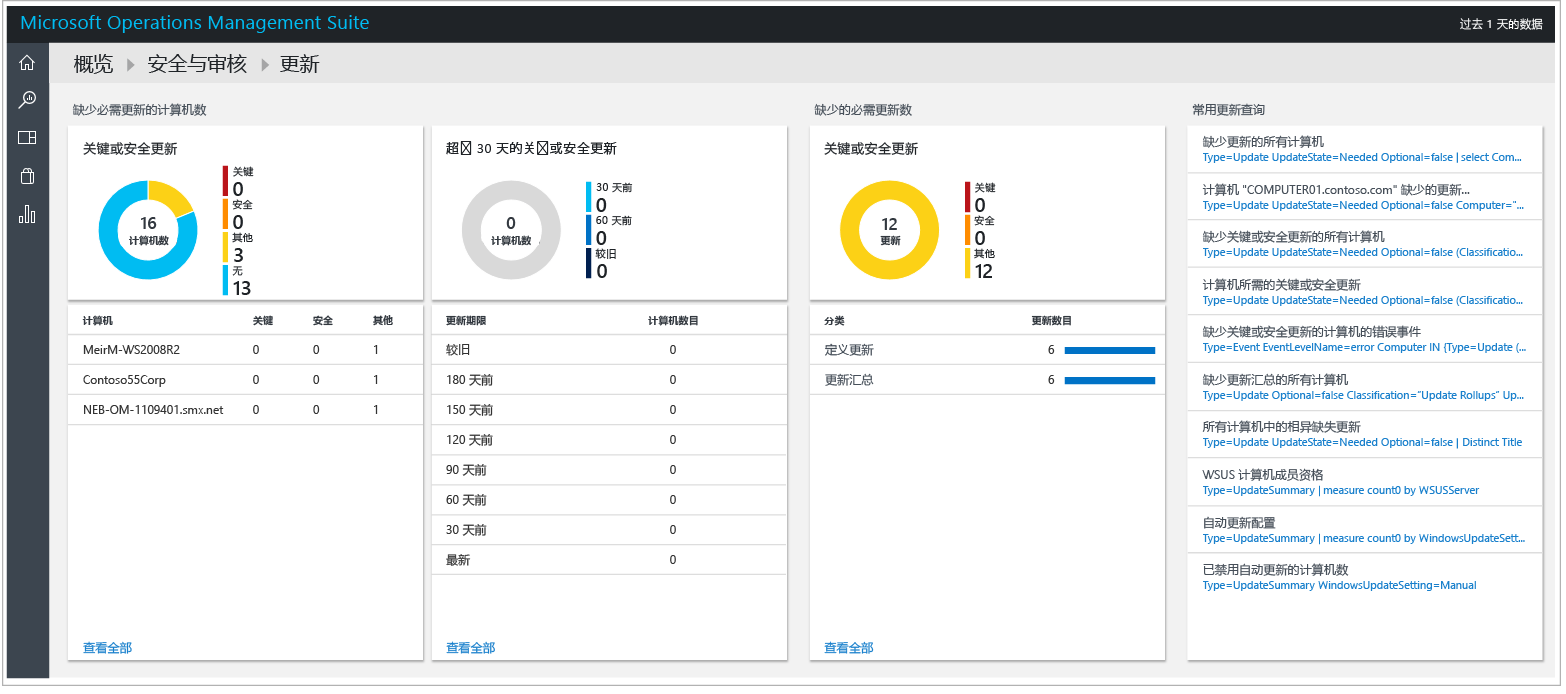 Microsoft Operations Management Suite
过去 1 天的数据
概览 安全与审核 更新
缺少必需更新的计算机数
关键或安全更新
16
计算机数
关键
0
安全
0
其他
3
无
13
计算机 关键 安全 其他
MeirM-WS2008R2 0 0 1
Contoso55Corp 0 0 1
NEB-OM-1109401.smx.net 0 0 1
查看全部
超 30 天的关 或安全更新
0
计算机数
30 天前
0
60 天前
0
较旧
0
更新期限 计算机数目
较旧 0
180 天前 0
150 天前 0
120 天前 0
90 天前 0
60 天前 0
30 天前 0
最新 0
查看全部
缺少的必需更新数
关键或安全更新
12
更新
关键
0
安全
0
其他
12
分类 更新数目
定义更新 6
更新汇总 6
查看全部
常用更新查询
缺少更新的所有计算机
Type=Update UpdateState=Needed Optional=false | select Com...
计算机 "COMPUTER01.contoso.com" 缺少的更新...
Type=Update UpdateState=Needed Optional=false Computer="...
缺少关键或安全更新的所有计算机
Type=Update UpdateState=Needed Optional=false (Classificatio...
计算机所需的关键或安全更新
Type=Update UpdateState=Needed Optional=false (Classificatio...
缺少关键或安全更新的计算机的错误事件
Type=Event EventLevelName=error Computer IN {Type=Update (...
缺少更新汇总的所有计算机
Type=Update Optional=false Classification="Update Rollups" Up...
所有计算机中的相异缺失更新
Type=Update UpdateState=Needed Optional=false | Distinct Title
WSUS 计算机成员资格
Type=UpdateSummary | measure count0 by WSUSServer
自动更新配置
Type=UpdateSummary | measure count0 by WindowsUpdateSett...
已禁用自动更新的计算机数
Type=UpdateSummary WindowsUpdateSetting=Manual